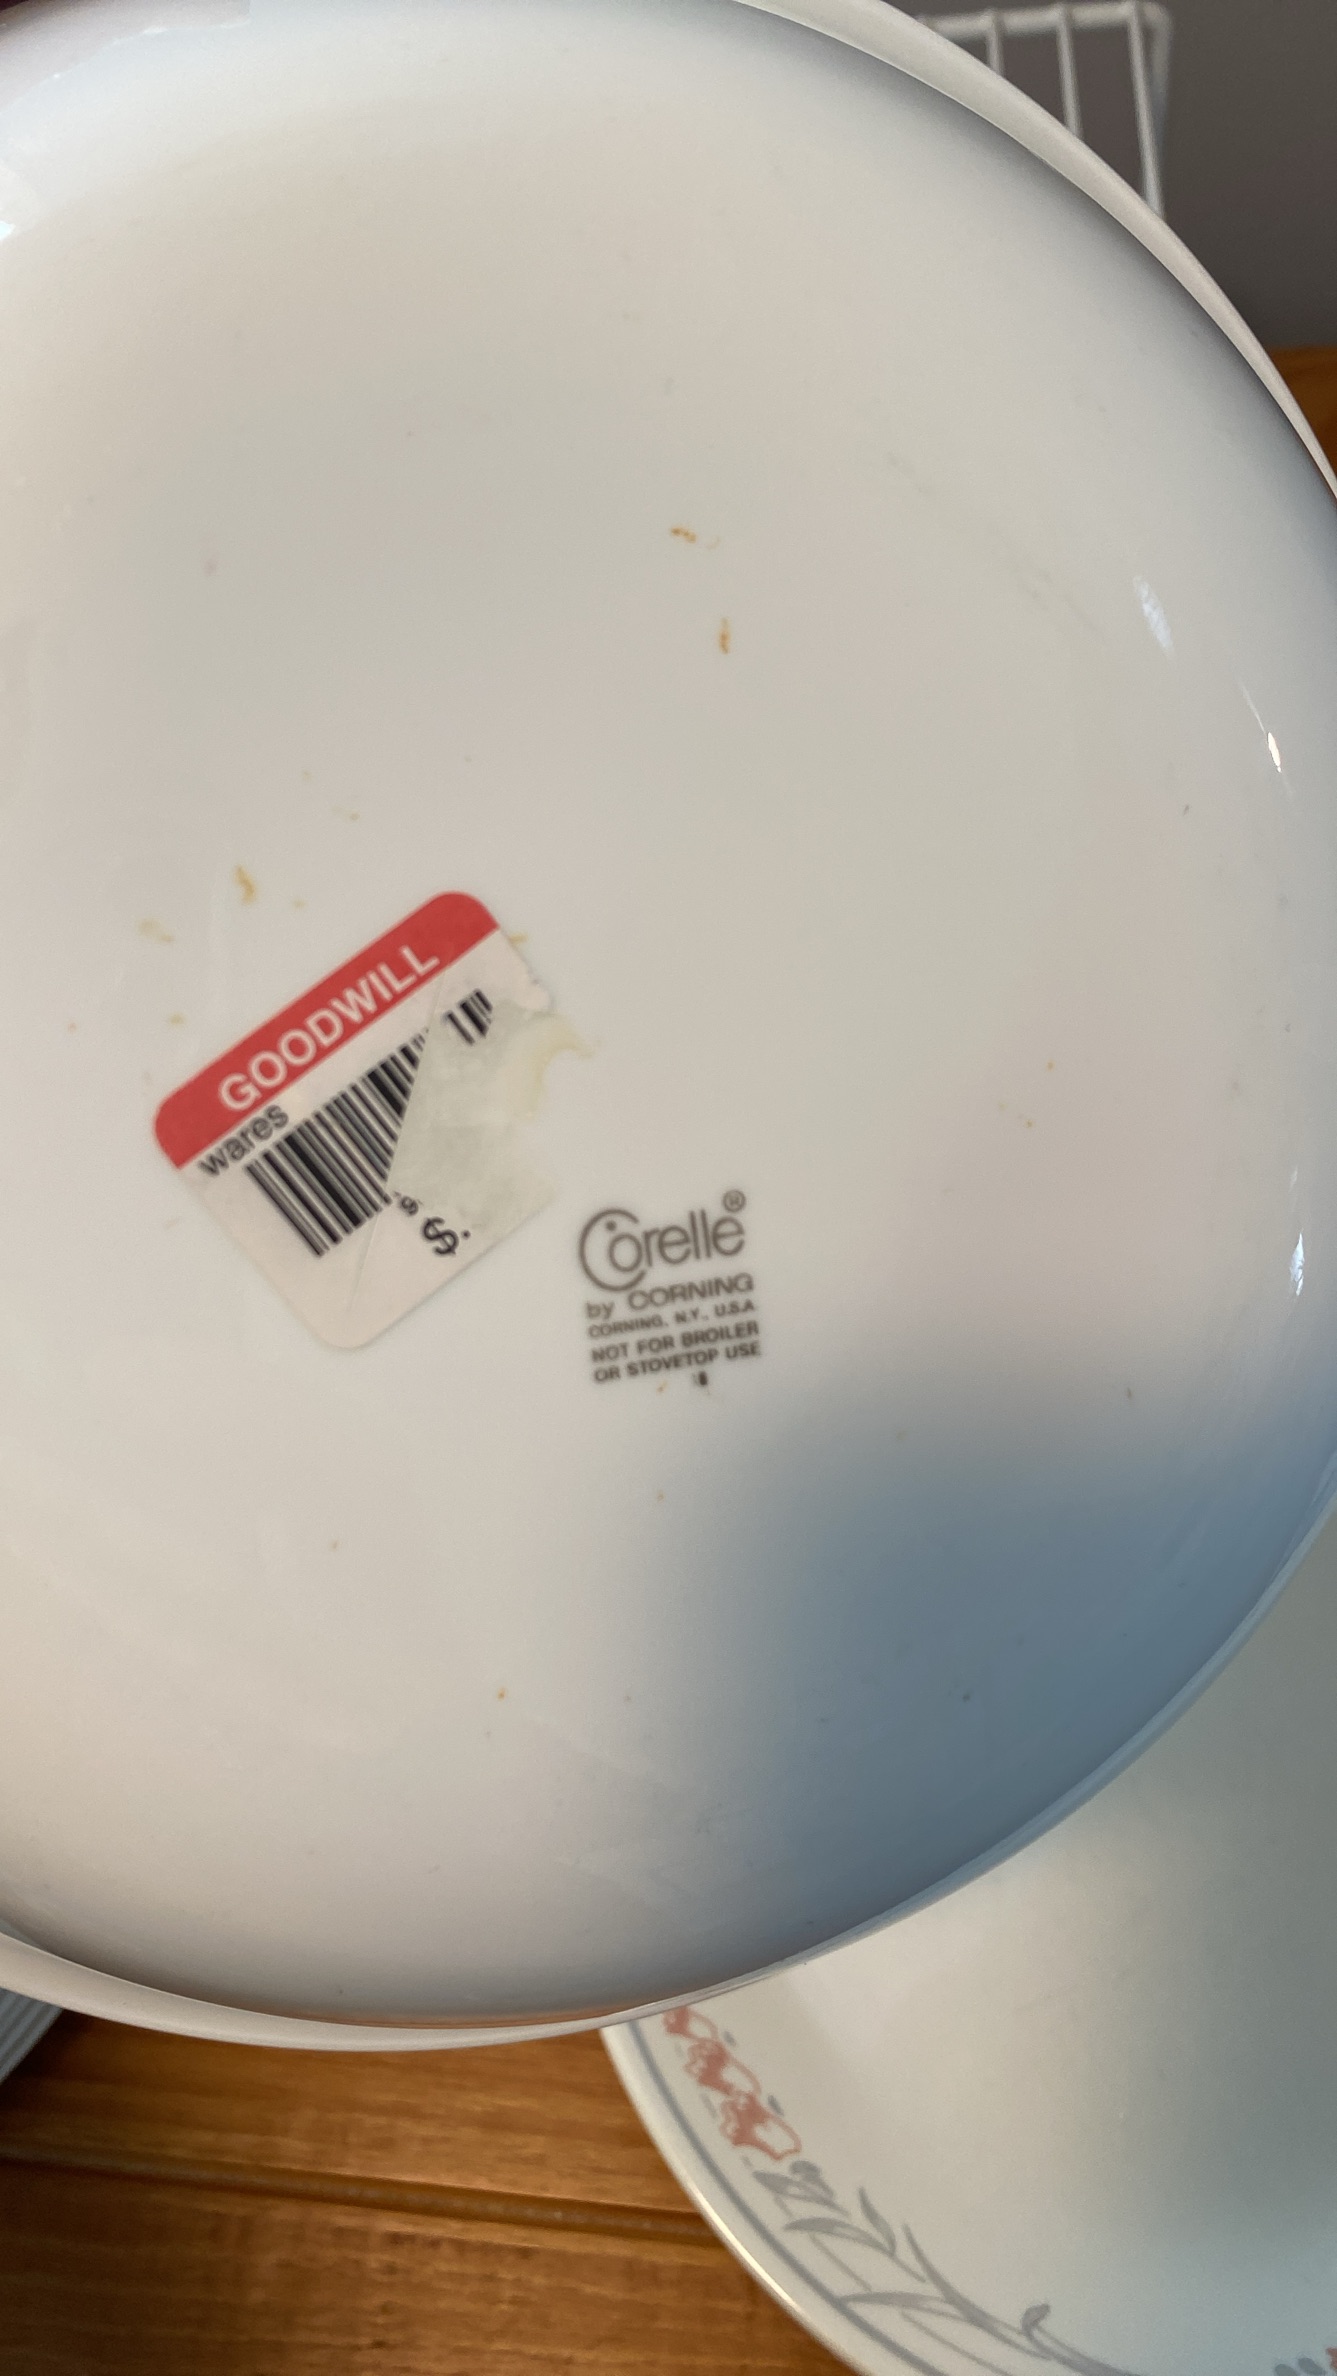 GOODWILL
wares
$.
Corelle®
by CORNING
CORNING, N.Y., U.S.A.
NOT FOR BROILER
OR STOVETOP USE